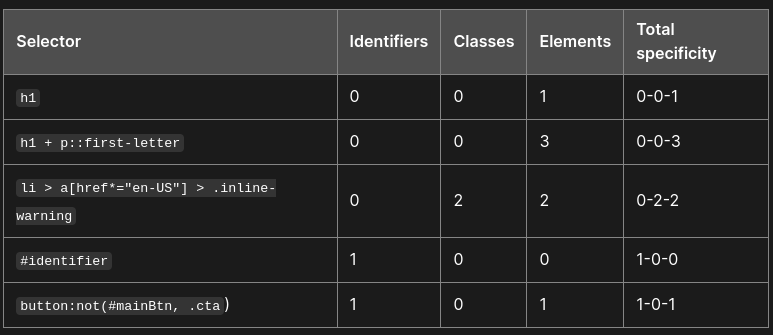 Selector Identifiers Classes Elements Total specificity
h1 0 0 1 0-0-1
h1 + p::first-letter 0 0 3 0-0-3
li > a[href*="en-US"] > .inline-
warning 0 2 2 0-2-2
#identifier 1 0 0 1-0-0
button:not(#mainBtn, .cta) 1 0 1 1-0-1